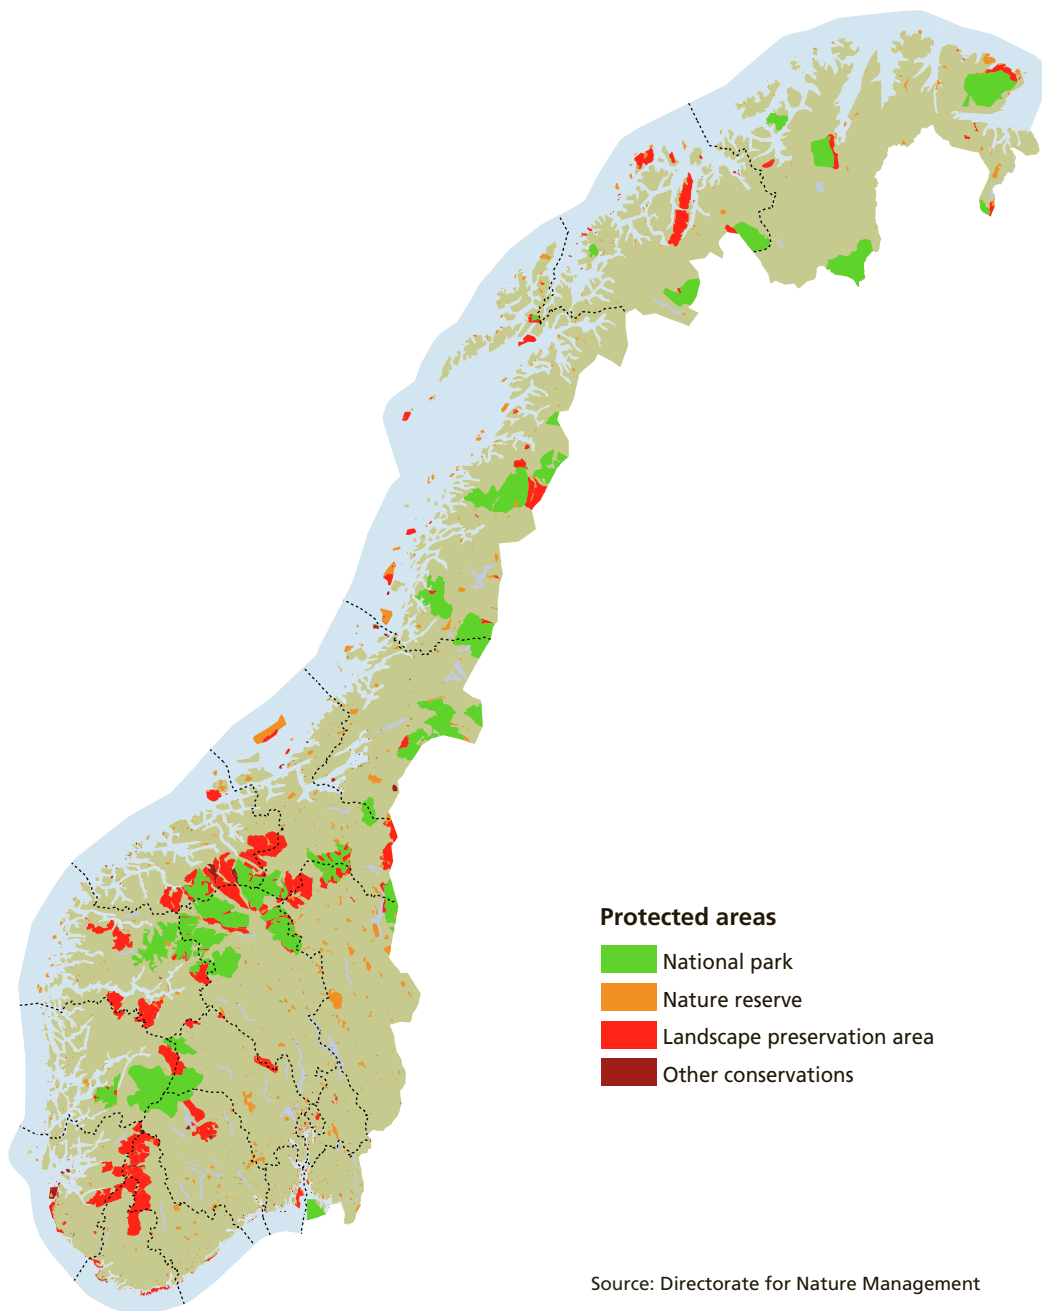 Protected areas
National park
Nature reserve
Landscape preservation area
Other conservations
Source: Directorate for Nature Management